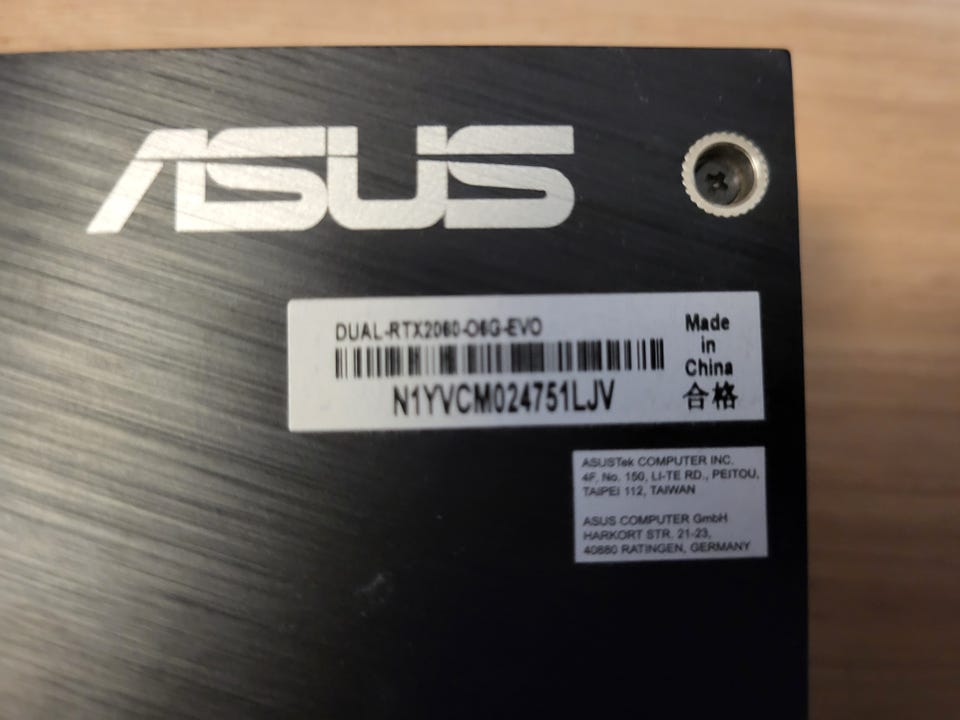 ASUS
DUAL-RTX2060-O6G-EVO
N1YVCM024751LJV
Made
in
China
合格
ASUSTek COMPUTER INC.
4F, No. 150, LI-TE RD., PEITOU,
TAIPEI 112, TAIWAN
ASUS COMPUTER GmbH
HARKORT STR. 21-23,
40880 RATINGEN, GERMANY